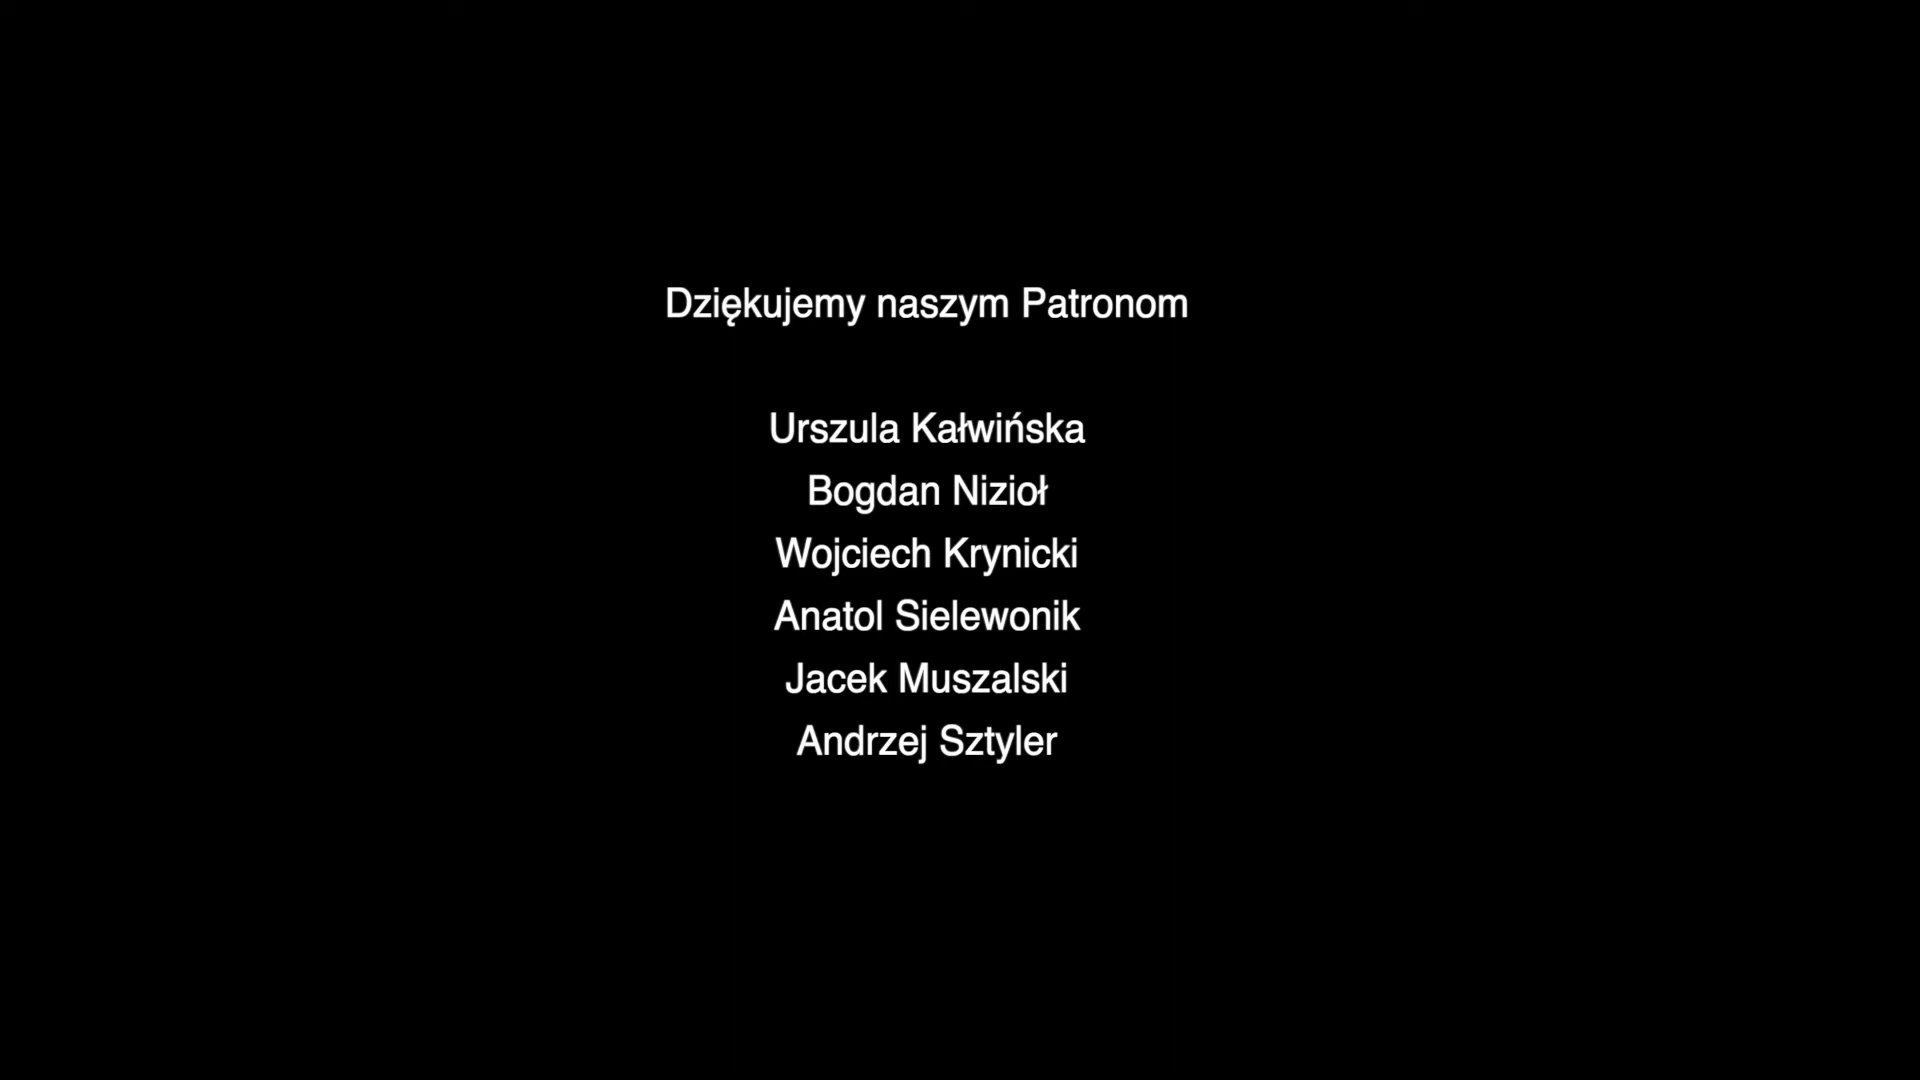 Dziękujemy naszym Patronom
Urszula Kałwińska
Bogdan Nizioł
Wojciech Krynicki
Anatol Sielewonik
Jacek Muszalski
Andrzej Sztyler